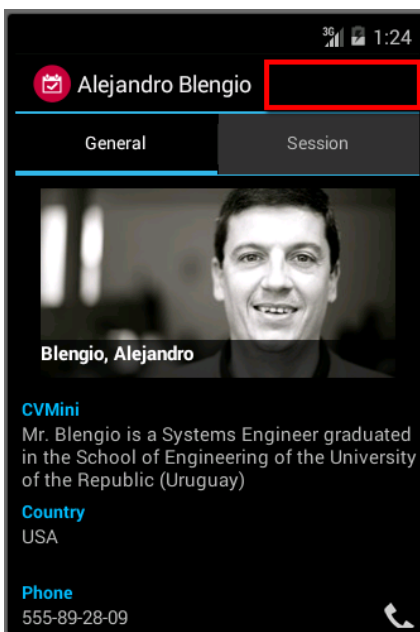 3G 1:24
Alejandro Blengio
General Session
Blengio, Alejandro
CVMini
Mr. Blengio is a Systems Engineer graduated
in the School of Engineering of the University
of the Republic (Uruguay)
Country
USA
Phone
555-89-28-09